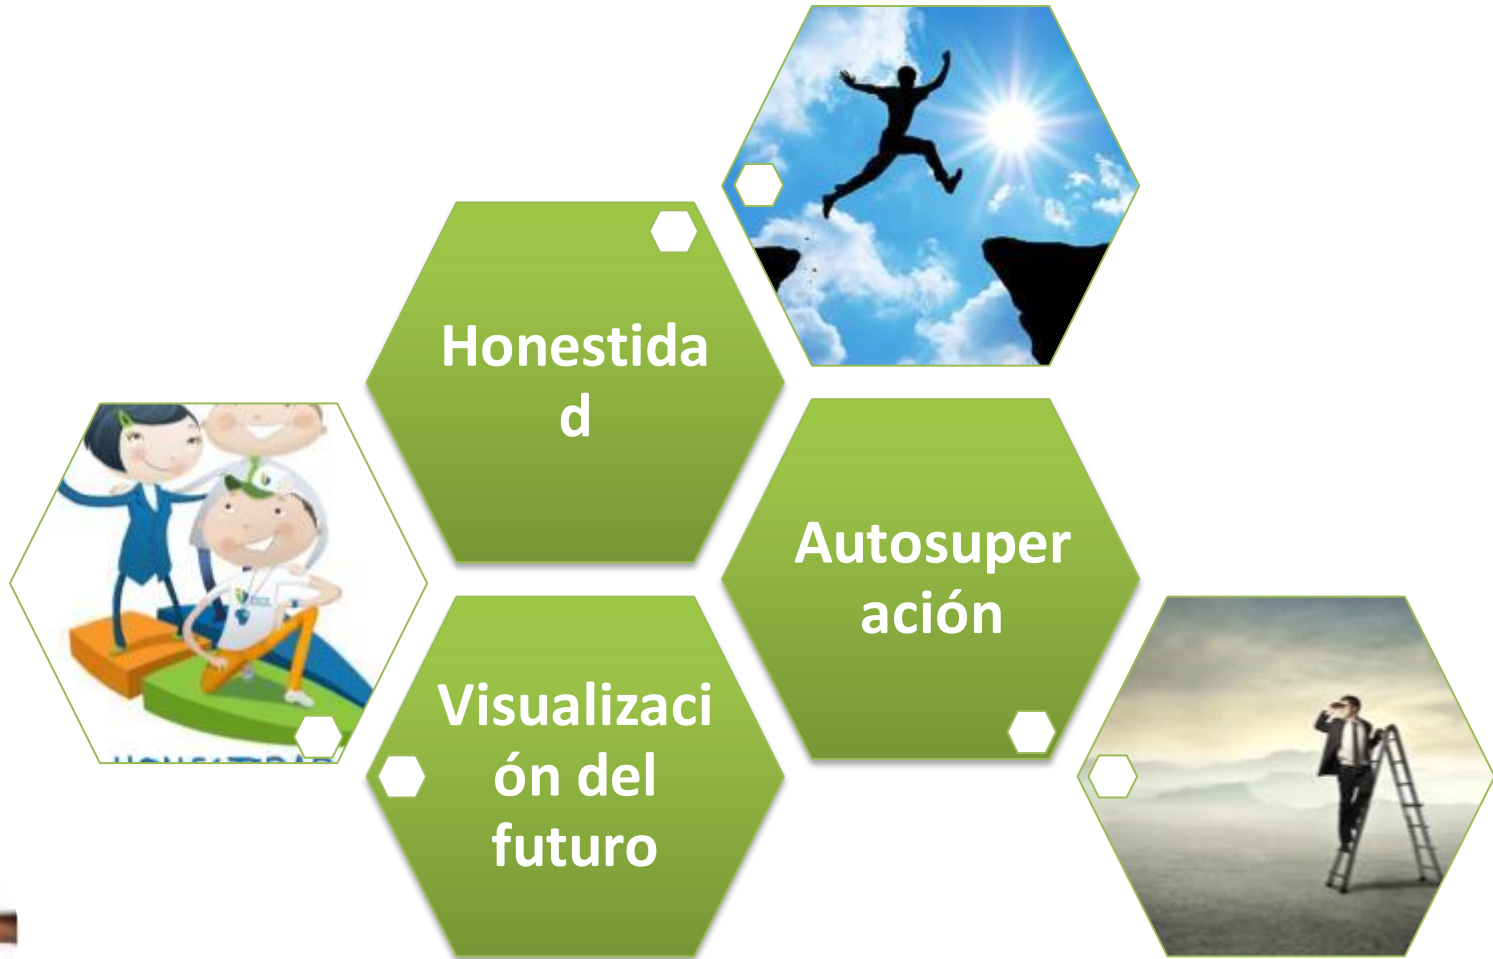 Honestida
d
Autosuper
ación
Visualizaci
ón del
futuro